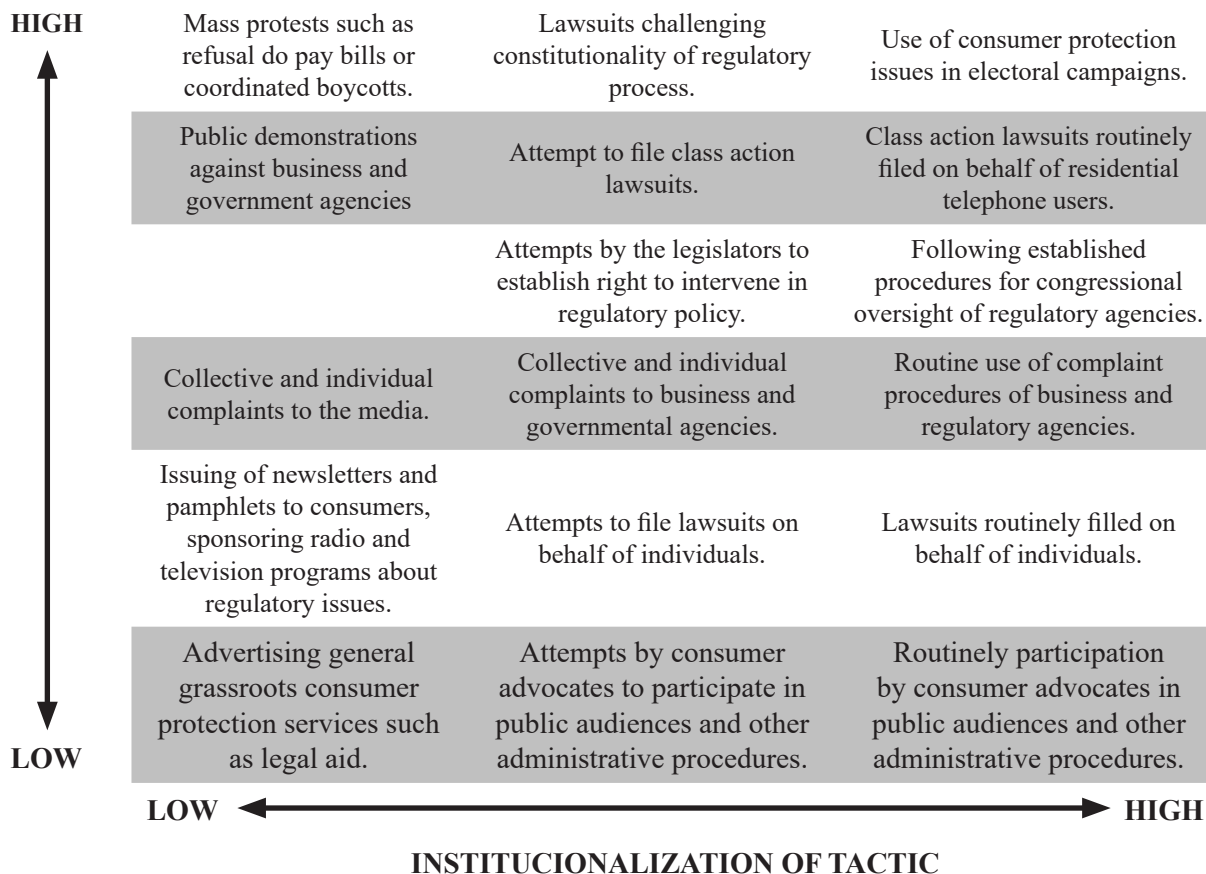 HIGH
Mass protests such as
refusal do pay bills or
coordinated boycotts.
Lawsuits challenging
constitutionality of regulatory
process.
Use of consumer protection
issues in electoral campaigns.
Public demonstrations
against business and
government agencies
Attempt to file class action
lawsuits.
Class action lawsuits routinely
filed on behalf of residential
telephone users.
Attempts by the legislators to
establish right to intervene in
regulatory policy.
Following established
procedures for congressional
oversight of regulatory agencies.
Collective and individual
complaints to the media.
Collective and individual
complaints to business and
governmental agencies.
Routine use of complaint
procedures of business and
regulatory agencies.
Issuing of newsletters and
pamphlets to consumers,
sponsoring radio and
television programs about
regulatory issues.
Attempts to file lawsuits on
behalf of individuals.
Lawsuits routinely filled on
behalf of individuals.
Advertising general
grassroots consumer
protection services such
as legal aid.
Attempts by consumer
advocates to participate in
public audiences and other
administrative procedures.
Routinely participation
by consumer advocates in
public audiences and other
administrative procedures.
LOW
LOW
HIGH
INSTITUCIONALIZATION OF TACTIC